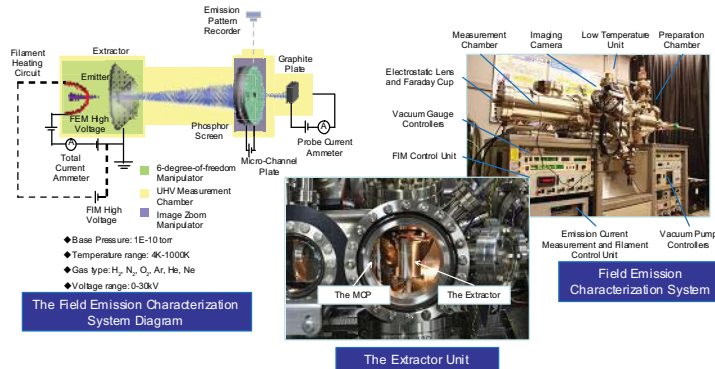 Emission
Pattern
Recorder
Filament
Heating
Circuit
Extractor
Emitter
FEM High
Voltage
Graphite
Plate
Phosphor
Screen
A
Probe Current
Ammeter
Micro-Channel
Plate
A
Total
Current
Ammeter
FIM High
Voltage
6-degree-of-freedom
Manipulator
UHV Measurement
Chamber
Image Zoom
Manipulator
◆Base Pressure: 1E-10 torr
◆Temperature range: 4K-1000K
◆Gas type: H₂, N₂, O₂, Ar, He, Ne
◆Voltage range: 0-30kV
The Field Emission Characterization
System Diagram
The MCP
The Extractor
The Extractor Unit
Measurement
Chamber
Imaging
Camera
Low Temperature
Unit
Preparation
Chamber
Electrostatic Lens
and Faraday Cup
Vacuum Gauge
Controllers
FIM Control Unit
Emission Current
Measurement and Filament
Control Unit
Vacuum Pump
Controllers
Field Emission
Characterization System